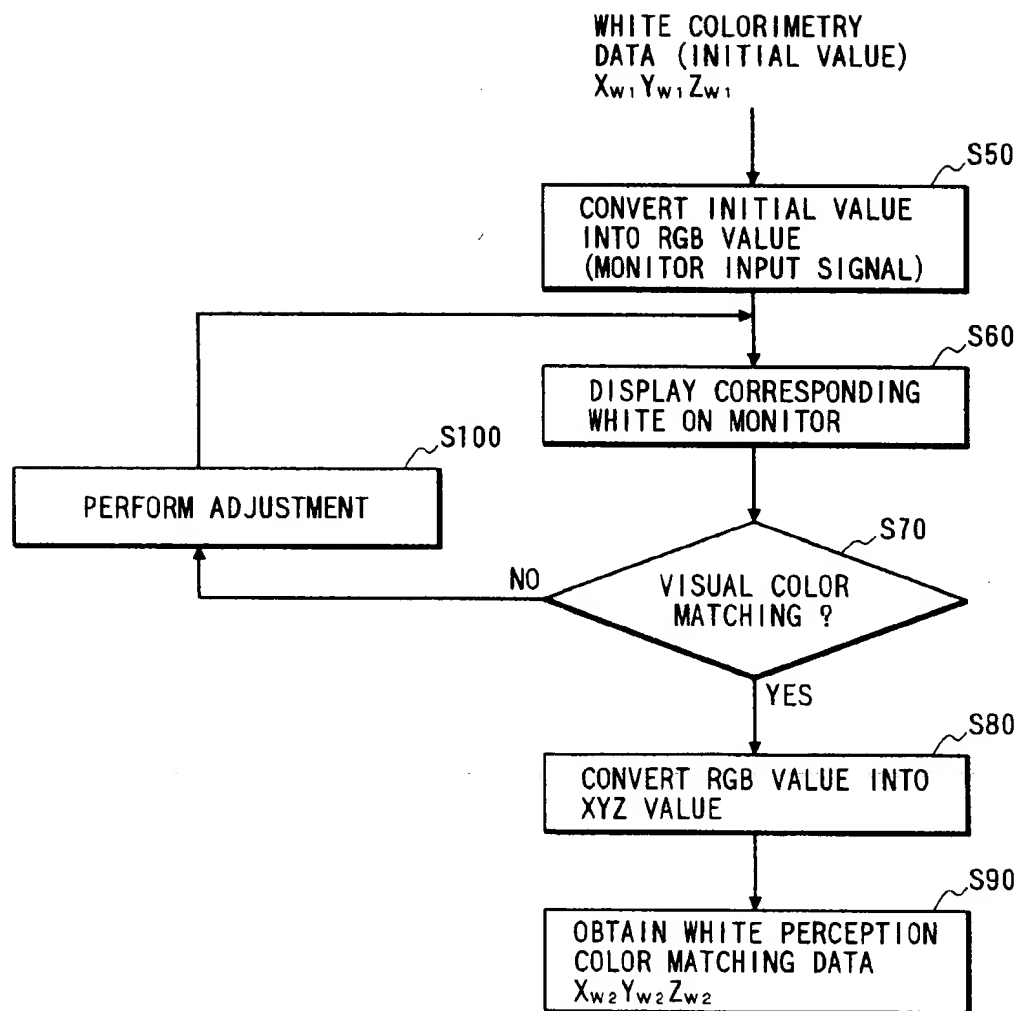 WHITE COLORIMETRY
DATA (INITIAL VALUE)
Xw1Yw1Zw1
S50
CONVERT INITIAL VALUE
INTO RGB VALUE
(MONITOR INPUT SIGNAL)
S60
DISPLAY CORRESPONDING
WHITE ON MONITOR
S100
PERFORM ADJUSTMENT
S70
NO
VISUAL COLOR
MATCHING ?
YES
S80
CONVERT RGB VALUE INTO
XYZ VALUE
S90
OBTAIN WHITE PERCEPTION
COLOR MATCHING DATA
Xw2Yw2Zw2